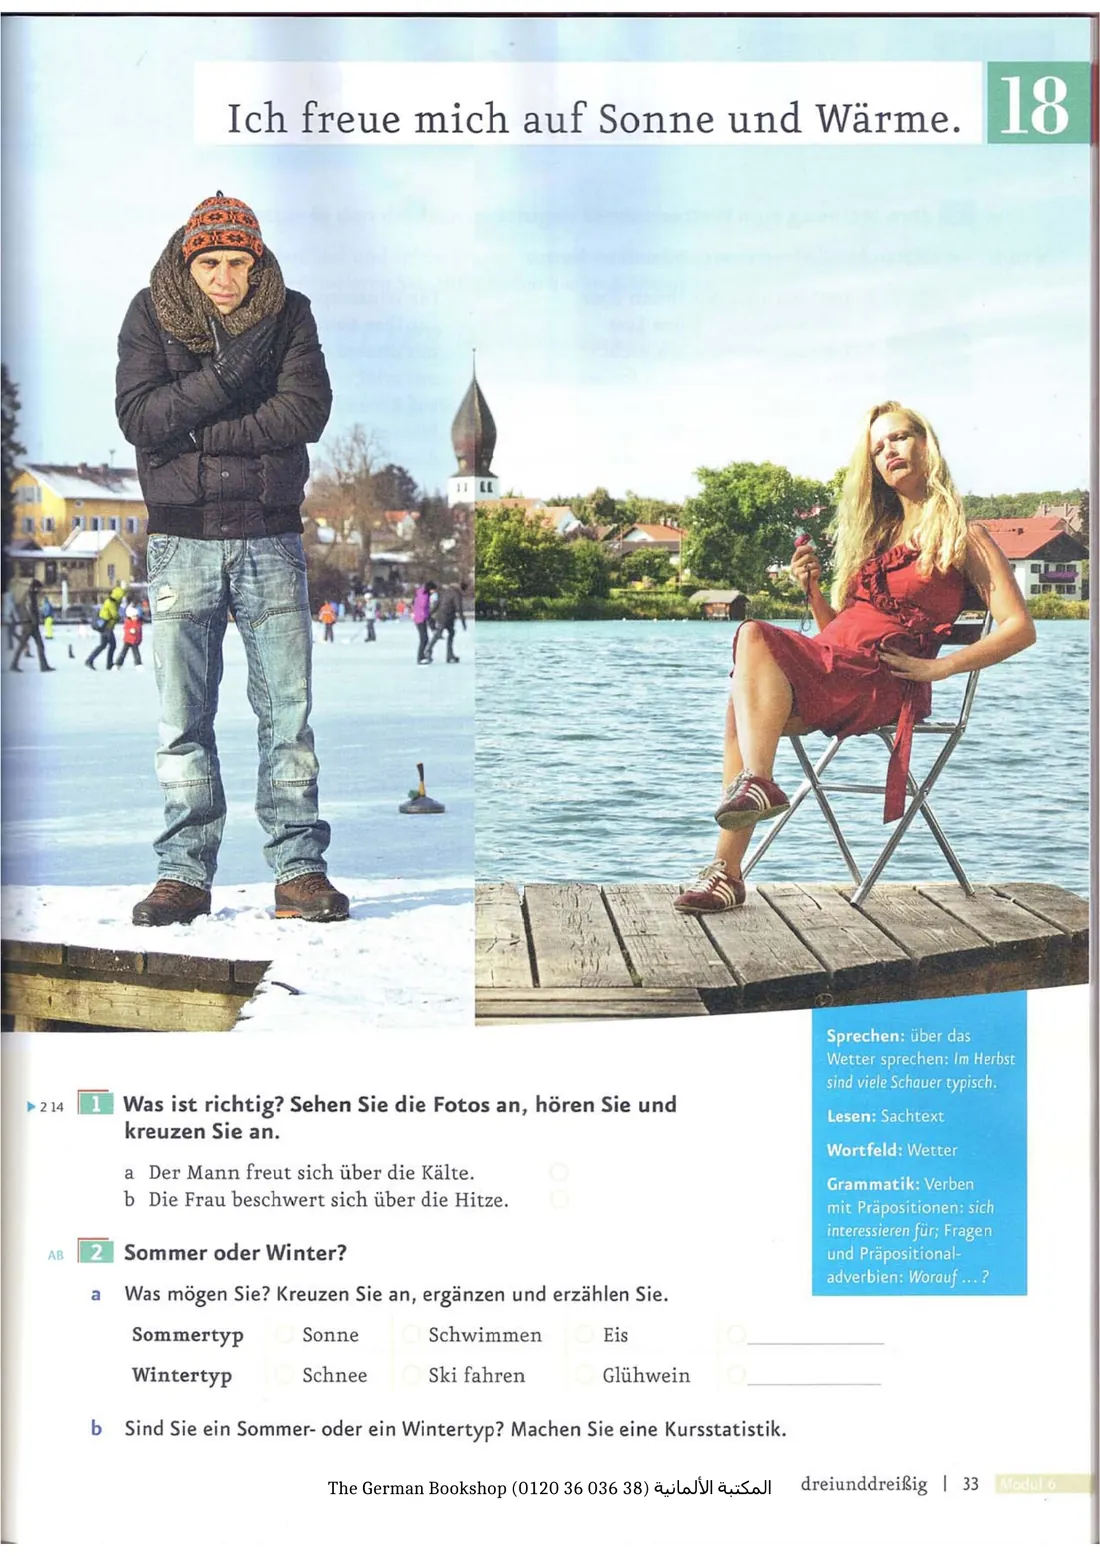 Ich freue mich auf Sonne und Wärme.
18
Sprechen: über das
Wetter sprechen: Im Herbst
sind viele Schauer typisch.
Lesen: Sachtext
Wortfeld: Wetter
Grammatik: Verben
mit Präpositionen: sich
interessieren für; Fragen
und Präpositional-
adverbien: Worauf ... ?
2 14 1 Was ist richtig? Sehen Sie die Fotos an, hören Sie und
kreuzen Sie an.
a Der Mann freut sich über die Kälte.
b Die Frau beschwert sich über die Hitze.
AB 2 Sommer oder Winter?
a Was mögen Sie? Kreuzen Sie an, ergänzen und erzählen Sie.
Sommertyp Sonne Schwimmen Eis
Wintertyp Schnee Ski fahren Glühwein
b Sind Sie ein Sommer- oder ein Wintertyp? Machen Sie eine Kursstatistik.
The German Bookshop (0120 36 036 38) المكتبة الألمانية dreiunddreißig | 33 Modul 6